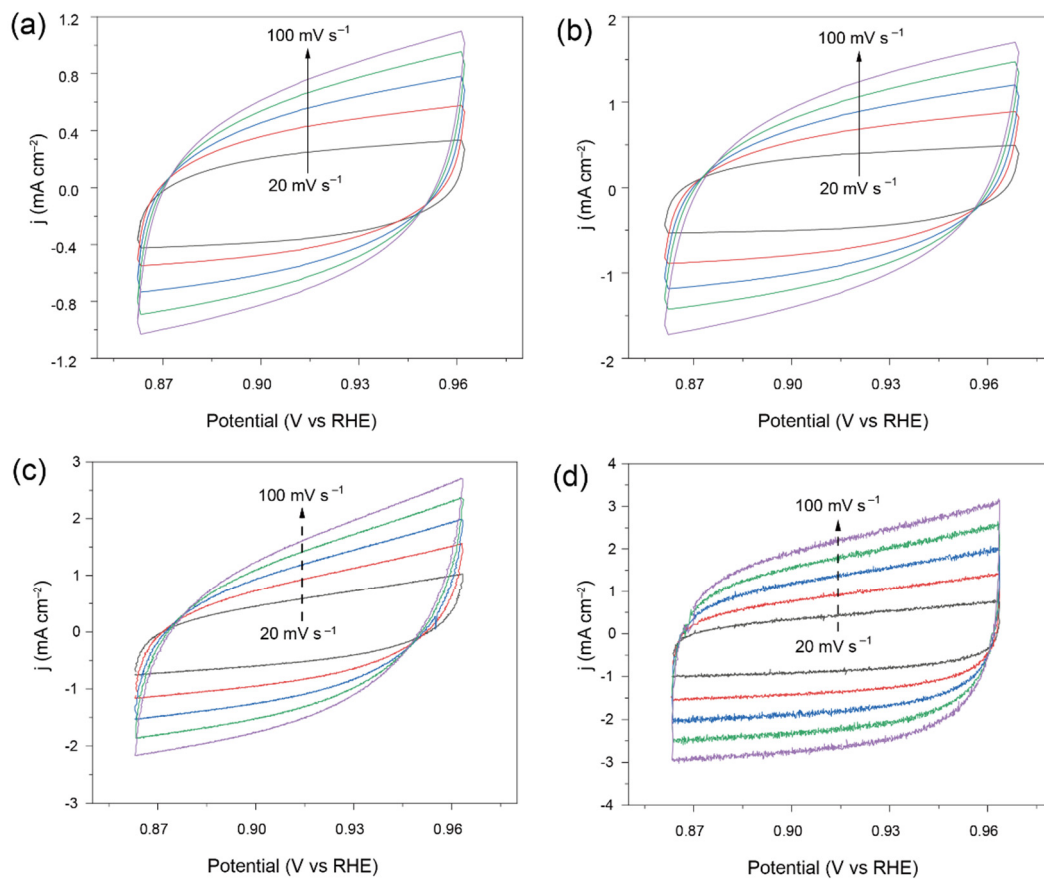 (a)
1.2
0.8
0.4
0.0
-0.4
-0.8
-1.2
j (mA cm⁻²)
100 mV s⁻¹
20 mV s⁻¹
0.87 0.90 0.93 0.96
Potential (V vs RHE)
(b)
2
1
0
-1
-2
j (mA cm⁻²)
100 mV s⁻¹
20 mV s⁻¹
0.87 0.90 0.93 0.96
Potential (V vs RHE)
(c)
3
2
1
0
-1
-2
-3
j (mA cm⁻²)
100 mV s⁻¹
20 mV s⁻¹
0.87 0.90 0.93 0.96
Potential (V vs RHE)
(d)
4
3
2
1
0
-1
-2
-3
-4
j (mA cm⁻²)
100 mV s⁻¹
20 mV s⁻¹
0.87 0.90 0.93 0.96
Potential (V vs RHE)